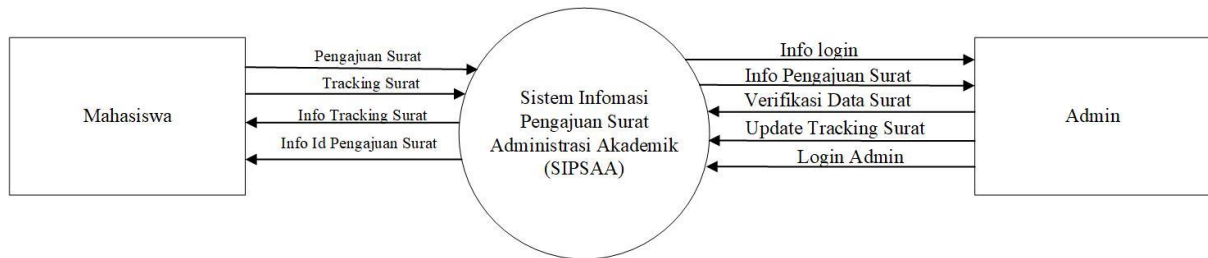 Mahasiswa
Pengajuan Surat
Tracking Surat
Info Tracking Surat
Info Id Pengajuan Surat
Sistem Infomasi
Pengajuan Surat
Administrasi Akademik
(SIPSAA)
Info login
Info Pengajuan Surat
Verifikasi Data Surat
Update Tracking Surat
Login Admin
Admin